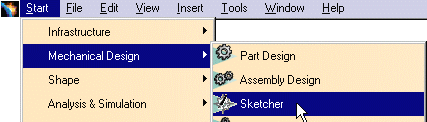 Start File Edit View Insert Tools Window Help
Infrastructure
Mechanical Design
Part Design
Shape
Assembly Design
Analysis & Simulation
Sketcher